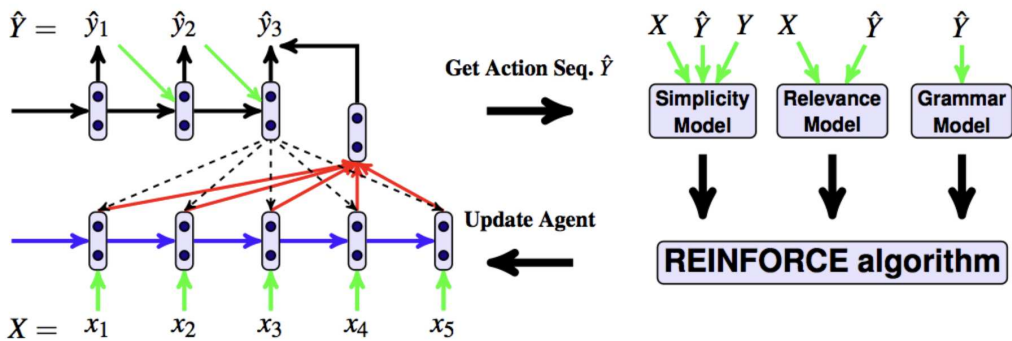 Ŷ = ŷ₁ ŷ₂ ŷ₃
X = x₁ x₂ x₃ x₄ x₅
Get Action Seq. Ŷ
Update Agent
X Ŷ Y
Simplicity
Model
X Ŷ
Relevance
Model
Ŷ
Grammar
Model
REINFORCE algorithm